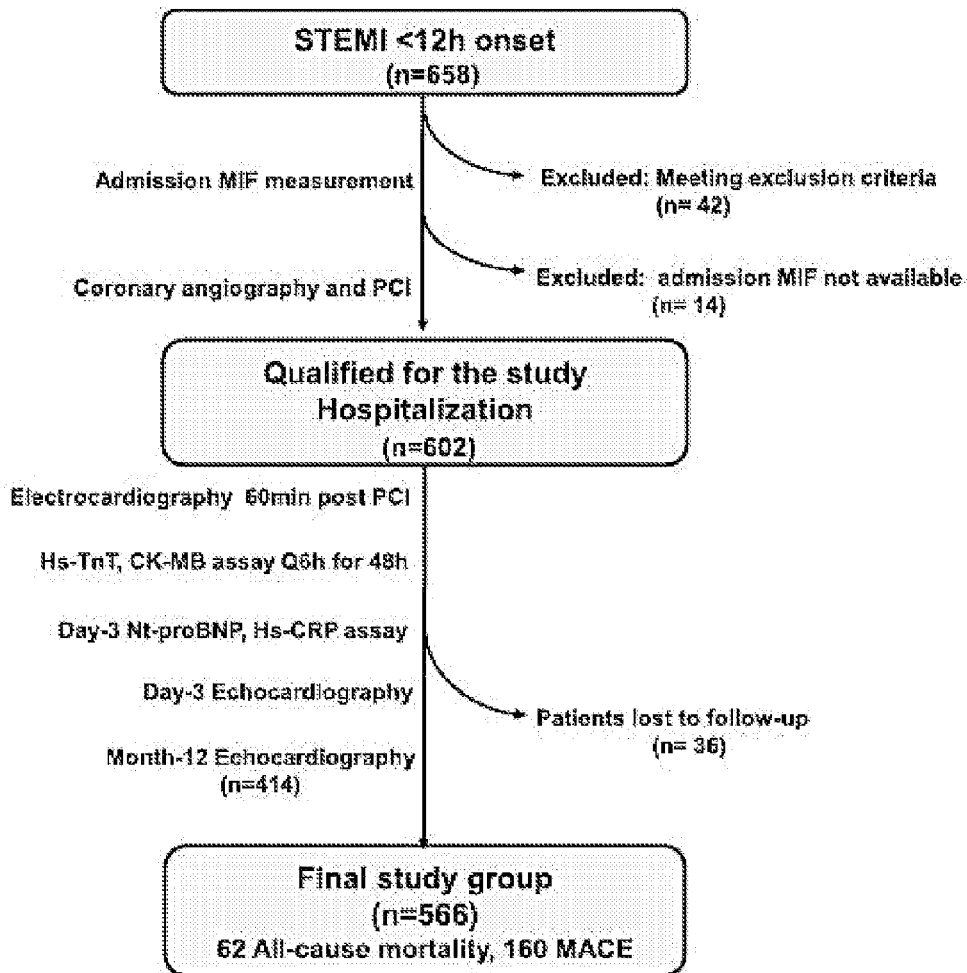 STEMI <12h onset
(n=658)
Admission MIF measurement
Excluded: Meeting exclusion criteria
(n= 42)
Excluded: admission MIF not available
(n= 14)
Coronary angiography and PCI
Qualified for the study
Hospitalization
(n=602)
Electrocardiography 60min post PCI
Hs-TnT, CK-MB assay Q6h for 48h
Day-3 Nt-proBNP, Hs-CRP assay
Day-3 Echocardiography
Patients lost to follow-up
(n= 36)
Month-12 Echocardiography
(n=414)
Final study group
(n=566)
62 All-cause mortality, 160 MACE